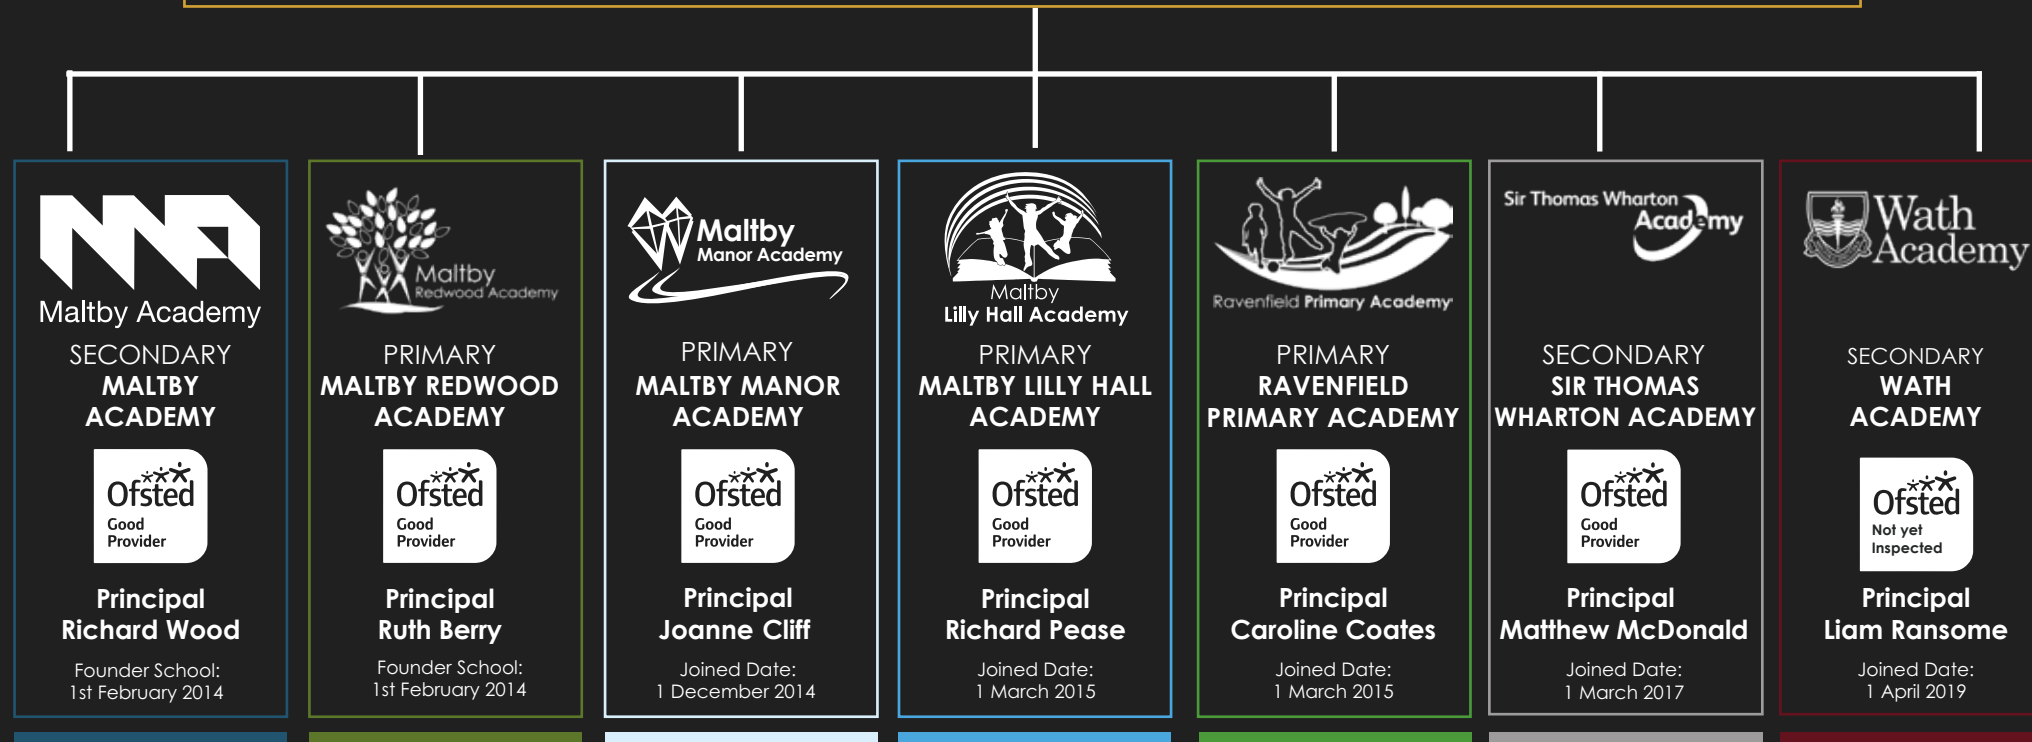 Maltby Academy
SECONDARY
MALTBY
ACADEMY
Ofsted
Good
Provider
Principal
Richard Wood
Founder School:
1st February 2014
Maltby
Redwood Academy
PRIMARY
MALTBY REDWOOD
ACADEMY
Ofsted
Good
Provider
Principal
Ruth Berry
Founder School:
1st February 2014
Maltby
Manor Academy
PRIMARY
MALTBY MANOR
ACADEMY
Ofsted
Good
Provider
Principal
Joanne Cliff
Joined Date:
1 December 2014
Maltby
Lilly Hall Academy
PRIMARY
MALTBY LILLY HALL
ACADEMY
Ofsted
Good
Provider
Principal
Richard Pease
Joined Date:
1 March 2015
Ravenfield Primary Academy
PRIMARY
RAVENFIELD
PRIMARY ACADEMY
Ofsted
Good
Provider
Principal
Caroline Coates
Joined Date:
1 March 2015
Sir Thomas Wharton
Academy
SECONDARY
SIR THOMAS
WHARTON ACADEMY
Ofsted
Good
Provider
Principal
Matthew McDonald
Joined Date:
1 March 2017
Wath
Academy
SECONDARY
WATH
ACADEMY
Ofsted
Not yet
Inspected
Principal
Liam Ransome
Joined Date:
1 April 2019